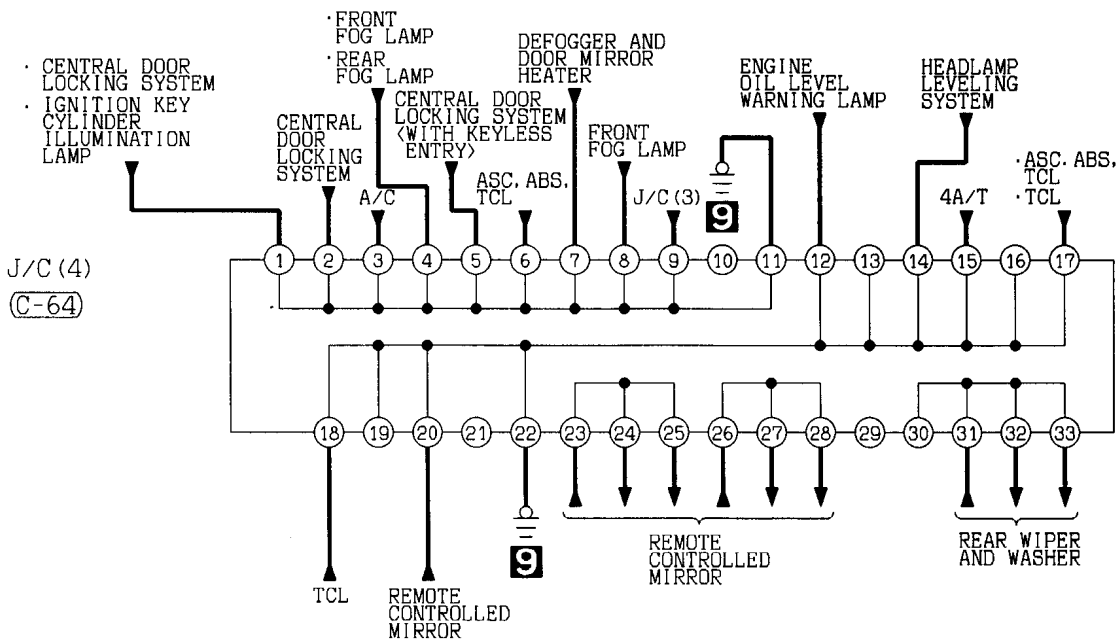 · CENTRAL DOOR
LOCKING SYSTEM
· IGNITION KEY
CYLINDER
ILLUMINATION
LAMP
CENTRAL
DOOR
LOCKING
SYSTEM
A/C
·FRONT
FOG LAMP
·REAR
FOG LAMP
CENTRAL DOOR
LOCKING SYSTEM
<WITH KEYLESS
ENTRY>
ASC. ABS.
TCL
DEFOGGER AND
DOOR MIRROR
HEATER
FRONT
FOG LAMP
J/C(3)
9
ENGINE
OIL LEVEL
WARNING LAMP
HEADLAMP
LEVELING
SYSTEM
4A/T
·ASC. ABS.
TCL
·TCL
1 2 3 4 5 6 7 8 9 10 11 12 13 14 15 16 17
J/C(4)
C-64
18 19 20 21 22 23 24 25 26 27 28 29 30 31 32 33
TCL
REMOTE
CONTROLLED
MIRROR
9
REMOTE
CONTROLLED
MIRROR
REAR WIPER
AND WASHER